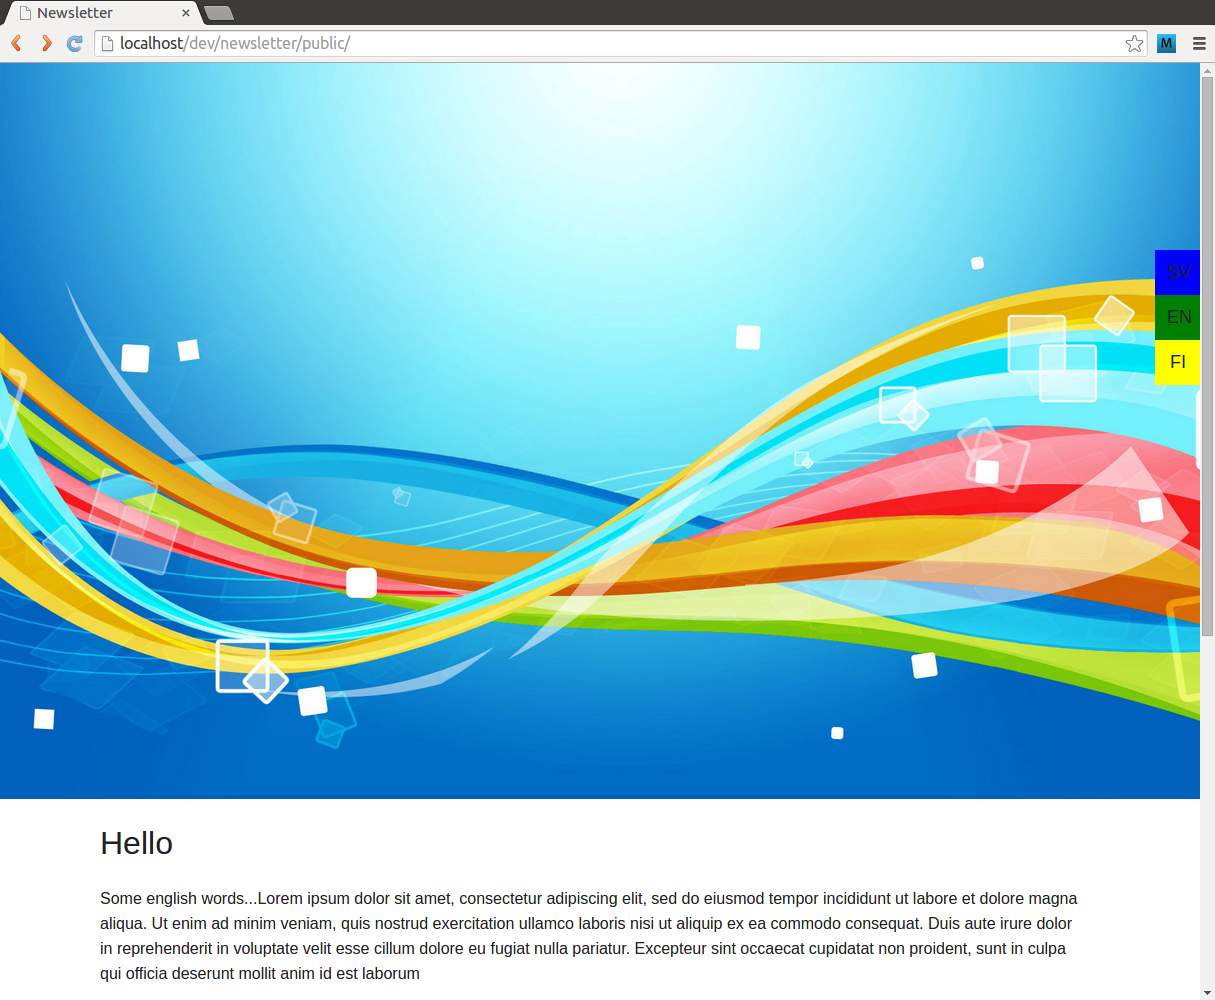 Newsletter
localhost/dev/newsletter/public/
M
SV
EN
FI
Hello
Some english words...Lorem ipsum dolor sit amet, consectetur adipiscing elit, sed do eiusmod tempor incididunt ut labore et dolore magna
aliqua. Ut enim ad minim veniam, quis nostrud exercitation ullamco laboris nisi ut aliquip ex ea commodo consequat. Duis aute irure dolor
in reprehenderit in voluptate velit esse cillum dolore eu fugiat nulla pariatur. Excepteur sint occaecat cupidatat non proident, sunt in culpa
qui officia deserunt mollit anim id est laborum